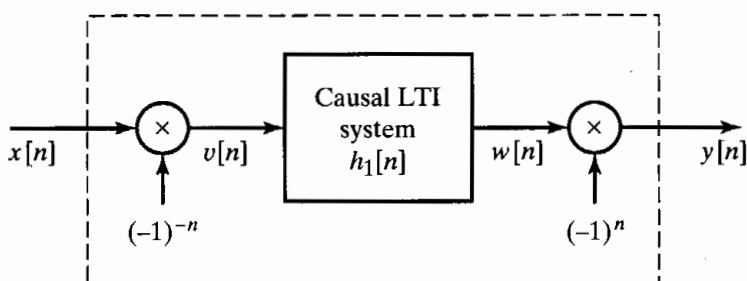 Causal LTI
system
h₁[n]
×
×
x[n]
v[n]
w[n]
y[n]
(–1)⁻ⁿ
(–1)ⁿ